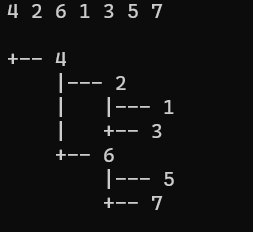 4 2 6 1 3 5 7

+-- 4
    |--- 2
    |   |--- 1
    |   +-- 3
    +-- 6
        |--- 5
        +-- 7